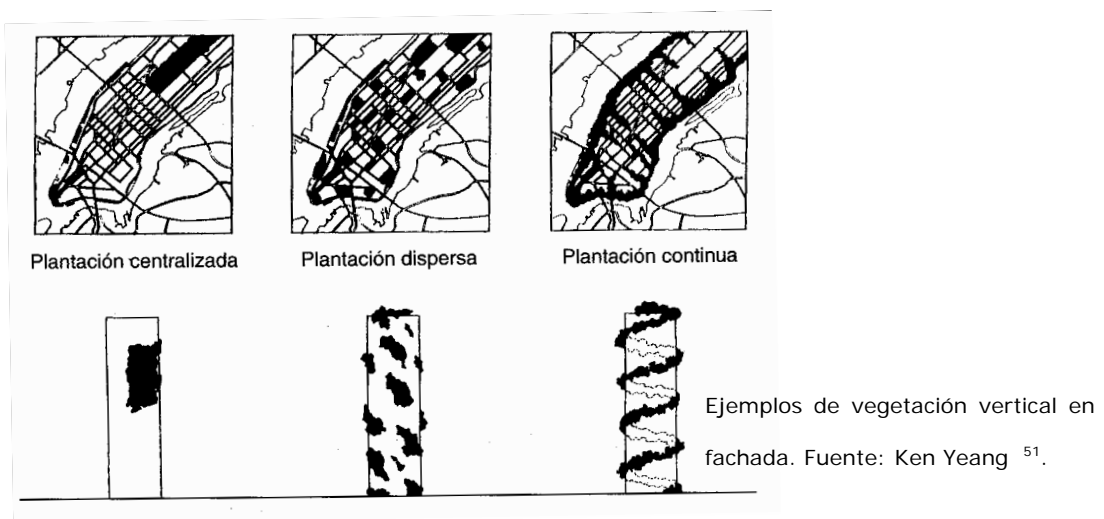 Plantación centralizada
Plantación dispersa
Plantación continua
Ejemplos de vegetación vertical en
fachada. Fuente: Ken Yeang 51.